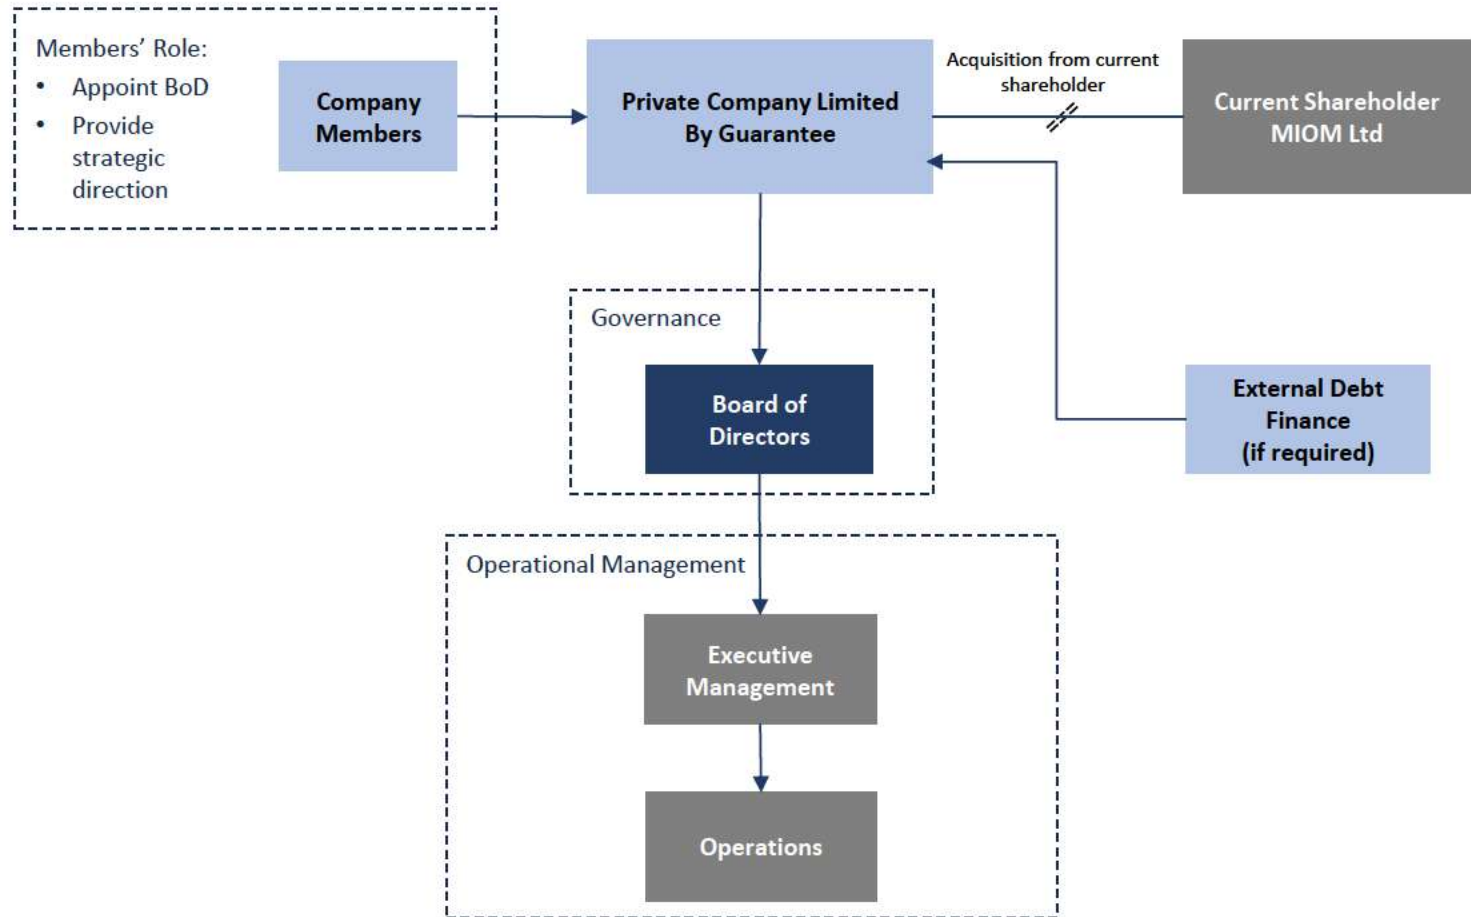 Members’ Role:
• Appoint BoD
• Provide
strategic
direction
Company
Members
Private Company Limited
By Guarantee
Acquisition from current
shareholder
Current Shareholder
MIOM Ltd
Governance
Board of
Directors
External Debt
Finance
(if required)
Operational Management
Executive
Management
Operations